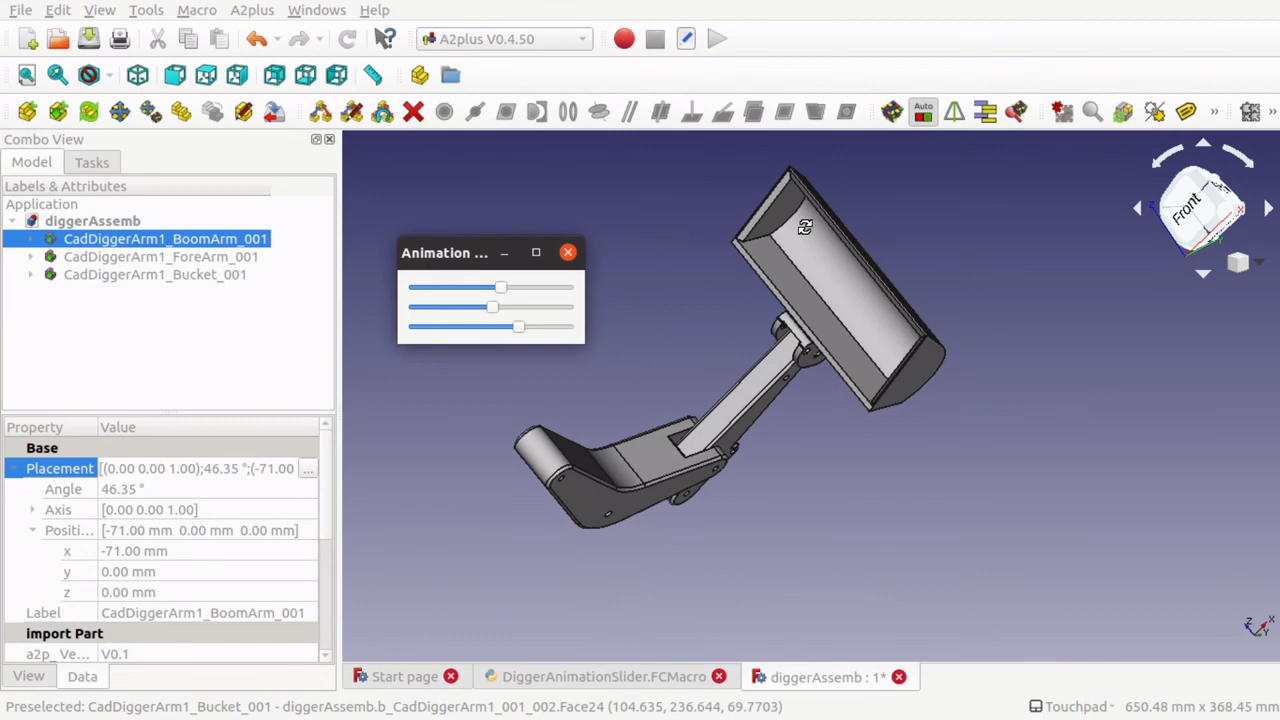 File Edit View Tools Macro A2plus Windows Help
A2plus V0.4.50
Auto
Combo View
Model Tasks
Labels & Attributes
Application
diggerAssemb
CadDiggerArm1_BoomArm_001
CadDiggerArm1_ForeArm_001
CadDiggerArm1_Bucket_001
Animation ...
Front
Z
X
Y
Property Value
Base
Placement [(0.00 0.00 1.00);46.35 °;(-71.00 ...
Angle 46.35 °
Axis [0.00 0.00 1.00]
Positi... [-71.00 mm 0.00 mm 0.00 mm]
x -71.00 mm
y 0.00 mm
z 0.00 mm
Label CadDiggerArm1_BoomArm_001
import Part
a2p_Ve... V0.1
View Data
Z X
Y
Start page DiggerAnimationSlider.FCMacro diggerAssemb : 1*
Preselected: CadDiggerArm1_Bucket_001 - diggerAssemb.b_CadDiggerArm1_001_002.Face24 (104.635, 236.644, 69.7703) Touchpad 650.48 mm x 368.45 mm